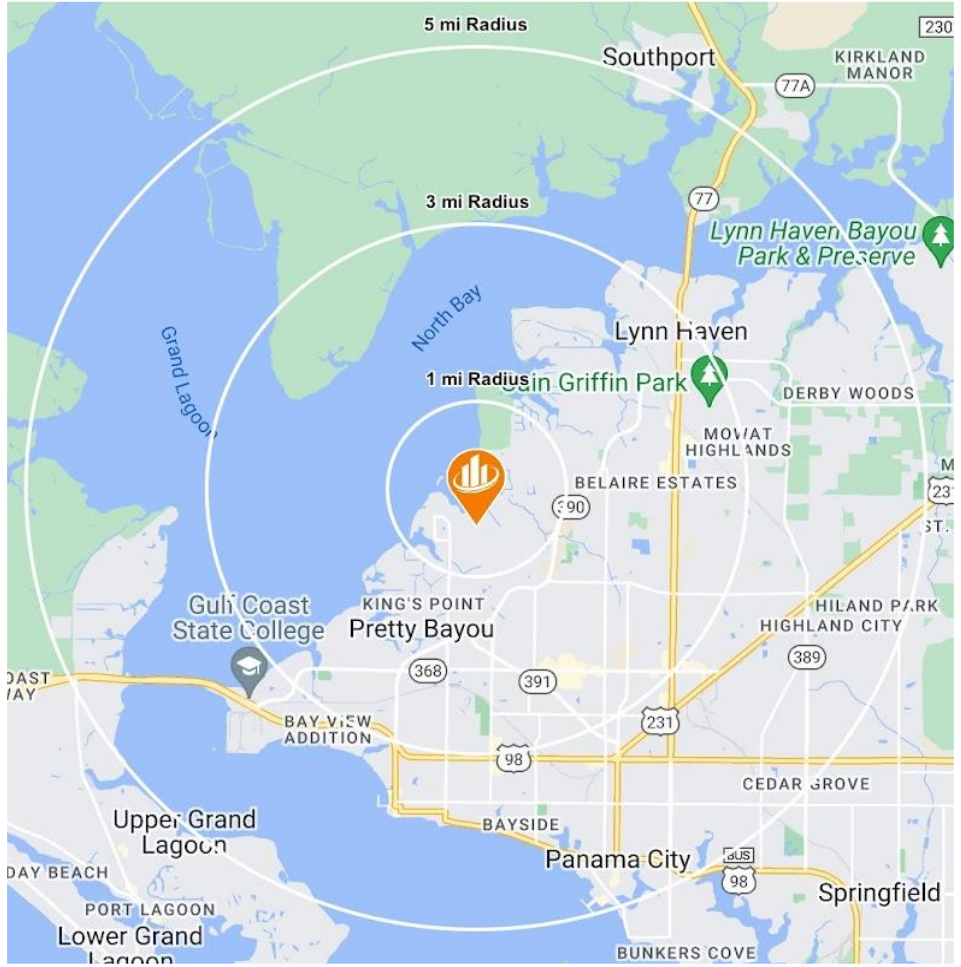 5 mi Radius
230
Southport
KIRKLAND
MANOR
77A
3 mi Radius
77
Lynn Haven Bayou
Park & Preserve
North Bay
Grand Lagoon
Lynn Haven
1 mi Radius
Cain Griffin Park
DERBY WOODS
MOWAT
HIGHLANDS
BELAIRE ESTATES
M
231
390
ST.
KING'S POINT
Gulf Coast
State College
Pretty Bayou
HILAND PARK
HIGHLAND CITY
368
391
389
OAST
WAY
BAY VIEW
ADDITION
231
98
CEDAR GROVE
Upper Grand
Lagoon
BAYSIDE
Panama City
BUS
98
DAY BEACH
Springfield
PORT LAGOON
Lower Grand
Lagoon
BUNKERS COVE